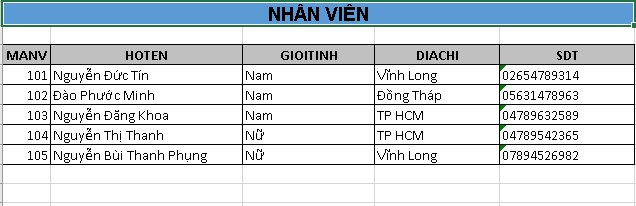 NHÂN VIÊN
MANV HOTEN GIOITINH DIACHI SDT
101 Nguyễn Đức Tín Nam Vĩnh Long 02654789314
102 Đào Phước Minh Nam Đồng Tháp 05631478963
103 Nguyễn Đăng Khoa Nam TP HCM 04789632589
104 Nguyễn Thị Thanh Nữ TP HCM 04789542365
105 Nguyễn Bùi Thanh Phụng Nữ Vĩnh Long 07894526982